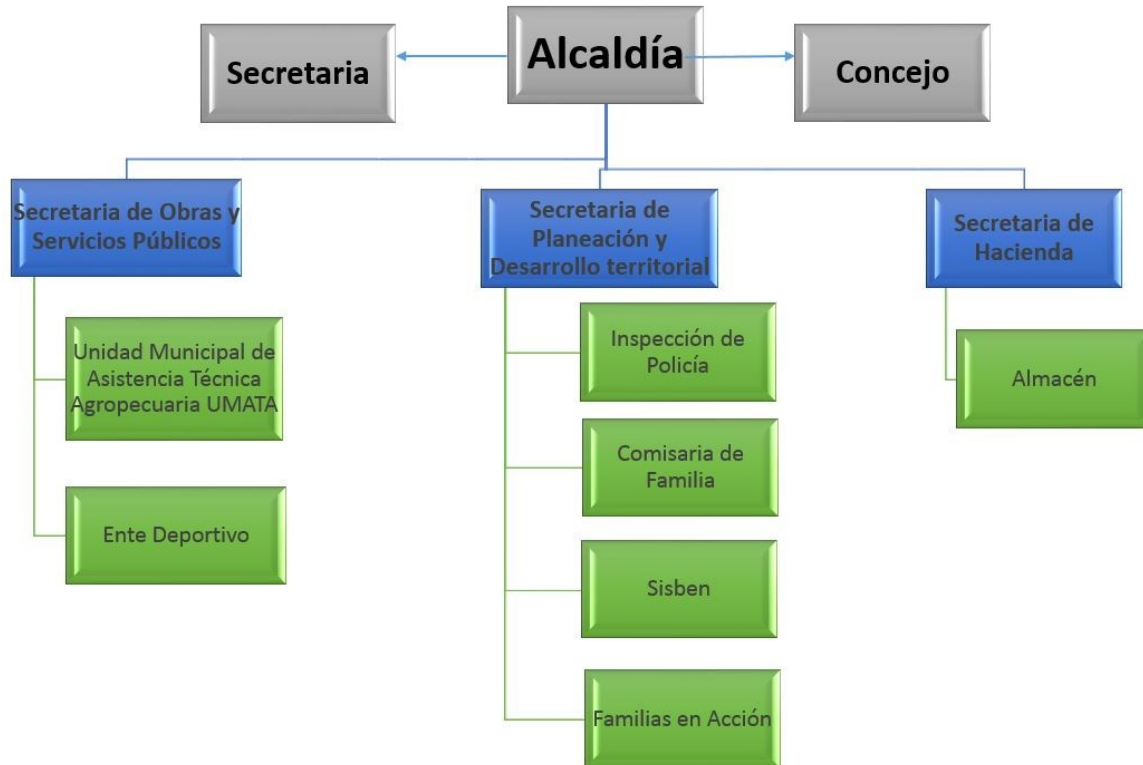 Secretaria
Alcaldía
Concejo
Secretaria de Obras y
Servicios Públicos
Unidad Municipal de
Asistencia Técnica
Agropecuaria UMATA
Ente Deportivo
Secretaria de
Planeación y
Desarrollo territorial
Inspección de
Policía
Comisaria de
Familia
Sisben
Familias en Acción
Secretaria de
Hacienda
Almacén